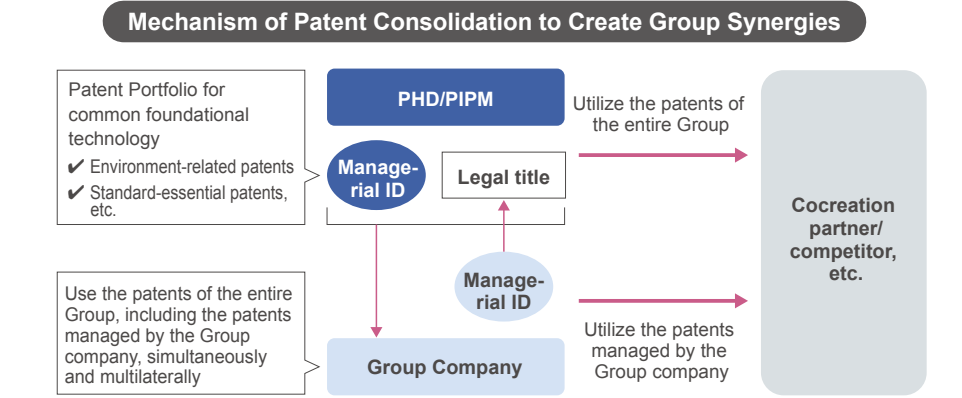 Mechanism of Patent Consolidation to Create Group Synergies
Patent Portfolio for
common foundational
technology
✔ Environment-related patents
✔ Standard-essential patents,
etc.
PHD/PIPM
Manage-
rial ID
Legal title
Utilize the patents of
the entire Group
Cocreation
partner/
competitor,
etc.
Manage-
rial ID
Use the patents of the entire
Group, including the patents
managed by the Group
company, simultaneously
and multilaterally
Group Company
Utilize the patents
managed by the
Group company